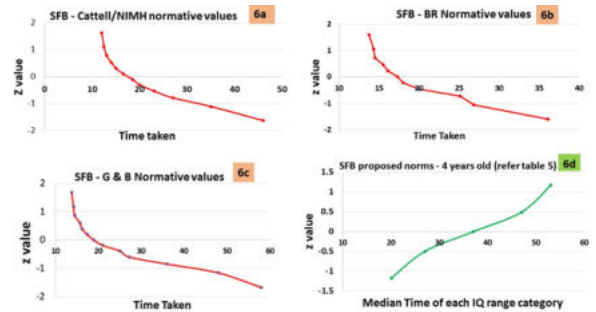 SFB - Cattell/NIMH normative values
6a
2
1
0
-1
-2
Z value
0
10
20
30
40
50
Time taken
SFB - BR Normative values
6b
2
1
0
-1
-2
z value
10
15
20
25
30
35
40
Time Taken
SFB - G & B Normative values
6c
2
1
0
-1
-2
z value
10
20
30
40
50
60
Time Taken
SFB proposed norms - 4 years old (refer table 5)
6d
1.5
1
0.5
0
-0.5
-1
-1.5
z value
10
20
30
40
50
60
Median Time of each IQ range category